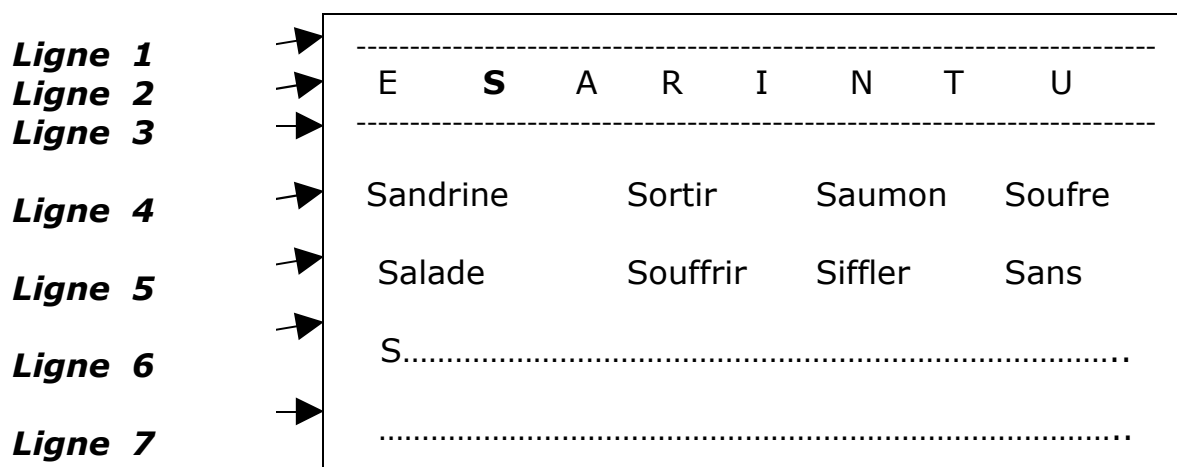 Ligne 1 --------------------------------------------------------------------------
Ligne 2 E S A R I N T U
Ligne 3 --------------------------------------------------------------------------
Ligne 4 Sandrine Sortir Saumon Soufre
Ligne 5 Salade Souffrir Siffler Sans
Ligne 6 S...............................................................................
Ligne 7 ................................................................................